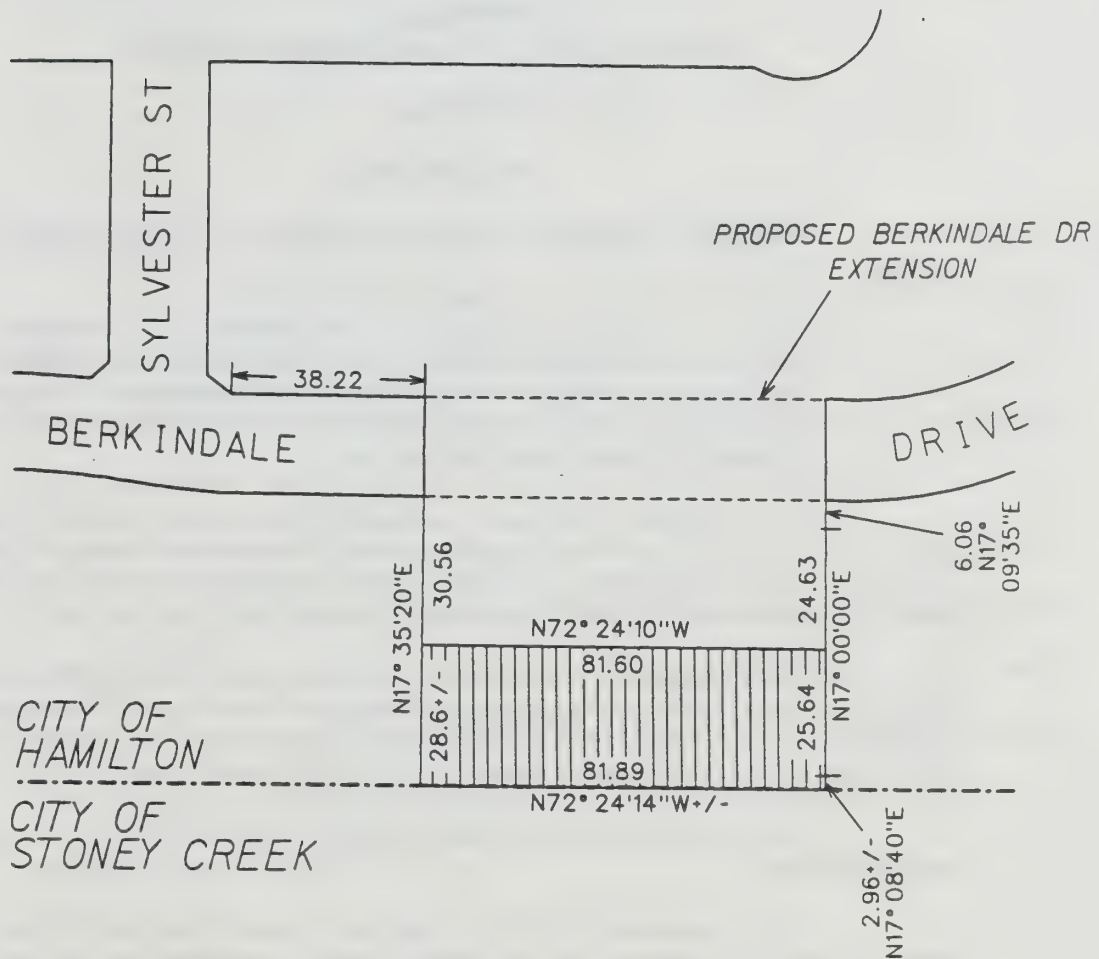 SYLVESTER ST
PROPOSED BERKINDALE DR
EXTENSION
38.22
BERKINDALE
DRIVE
6.06
N17°
09'35"E
N17° 35'20"E
30.56
24.63
N17° 00'00"E
N72° 24'10"W
81.60
28.6+/-
25.64
81.89
N72° 24'14"W+/-
CITY OF
HAMILTON
CITY OF
STONEY CREEK
2.96+/-
N17° 08'40"E